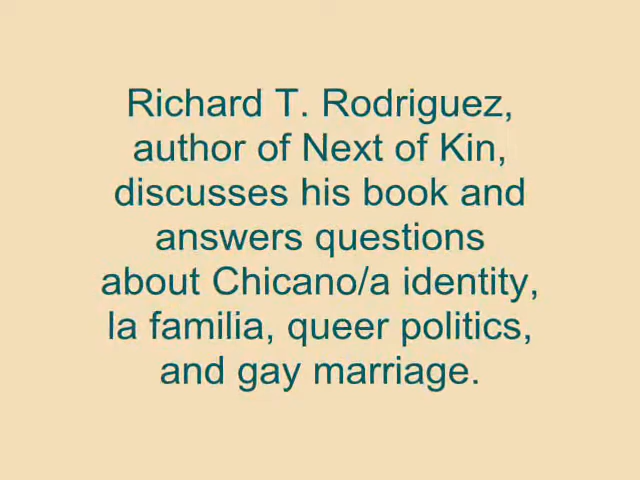 Richard T. Rodriguez,
author of Next of Kin,
discusses his book and
answers questions
about Chicano/a identity,
la familia, queer politics,
and gay marriage.